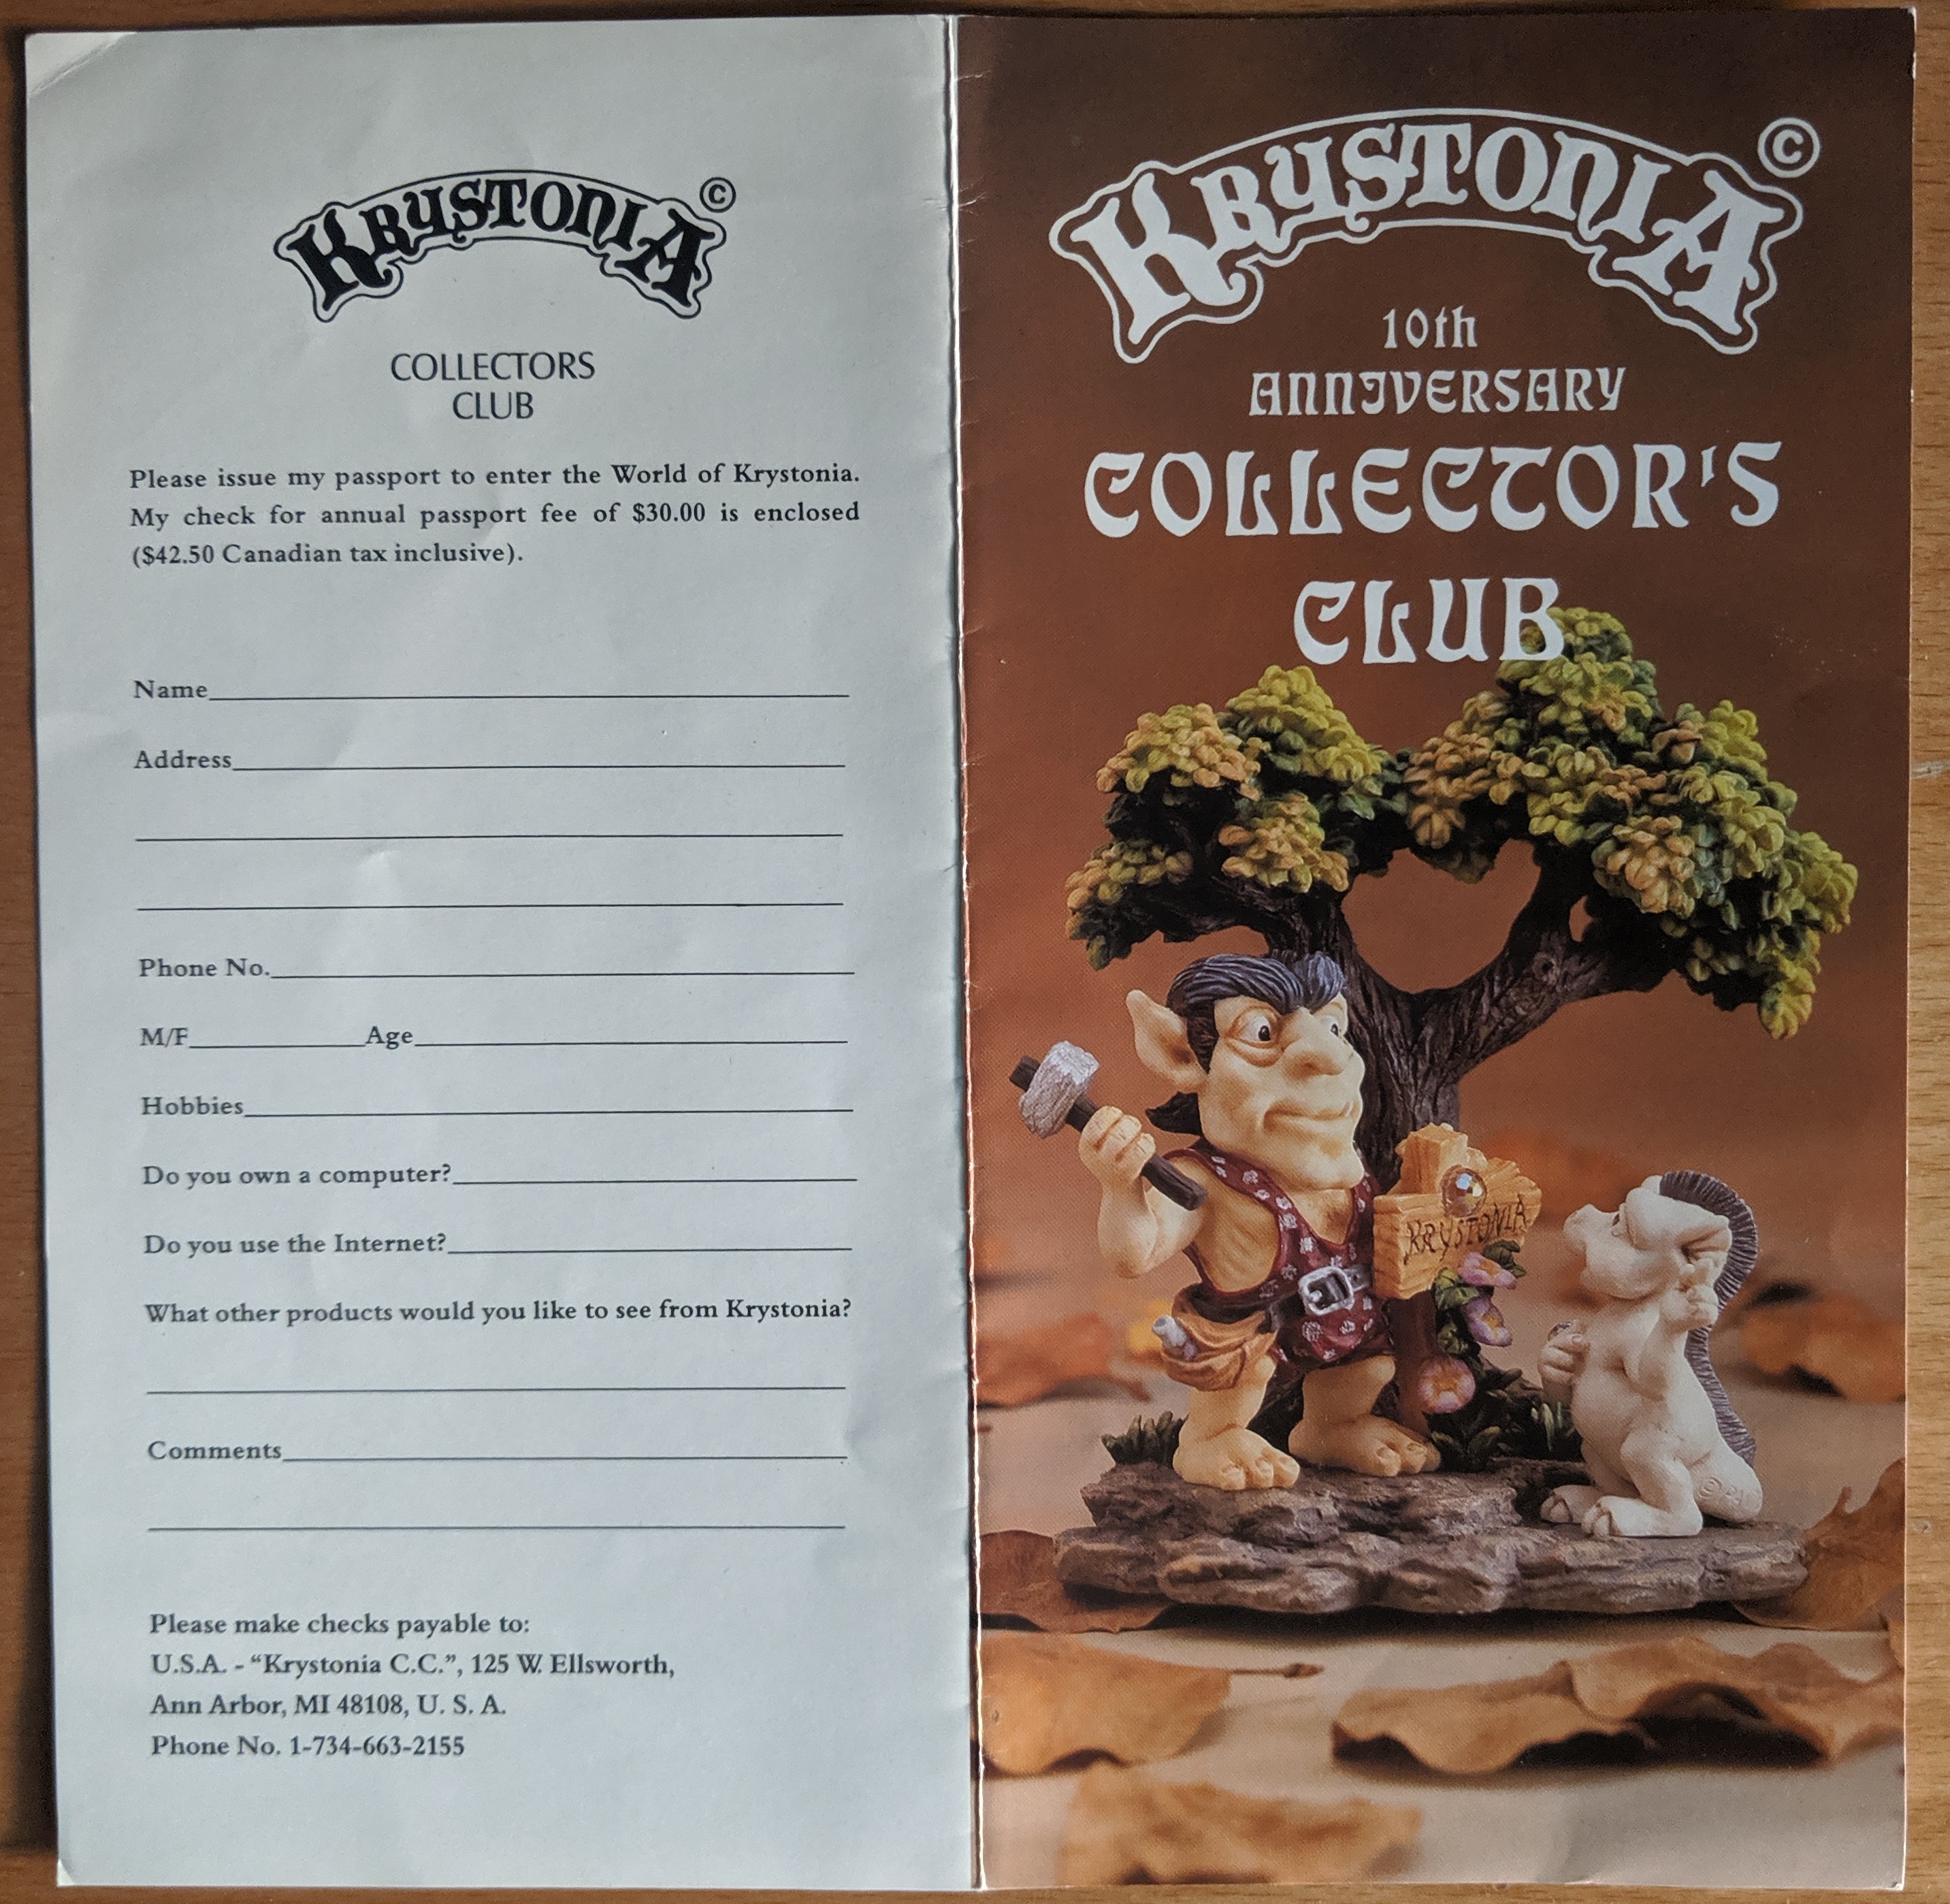 KRYSTONIA ©
COLLECTORS
CLUB
Please issue my passport to enter the World of Krystonia.
My check for annual passport fee of $30.00 is enclosed
($42.50 Canadian tax inclusive).
Name
Address
Phone No.
M/F Age
Hobbies
Do you own a computer?
Do you use the Internet?
What other products would you like to see from Krystonia?
Comments
Please make checks payable to:
U.S.A. - “Krystonia C.C.”, 125 W. Ellsworth,
Ann Arbor, MI 48108, U. S. A.
Phone No. 1-734-663-2155
KRYSTONIA ©
10th
ANNIVERSARY
COLLECTOR'S
CLUB
KRYSTONIA